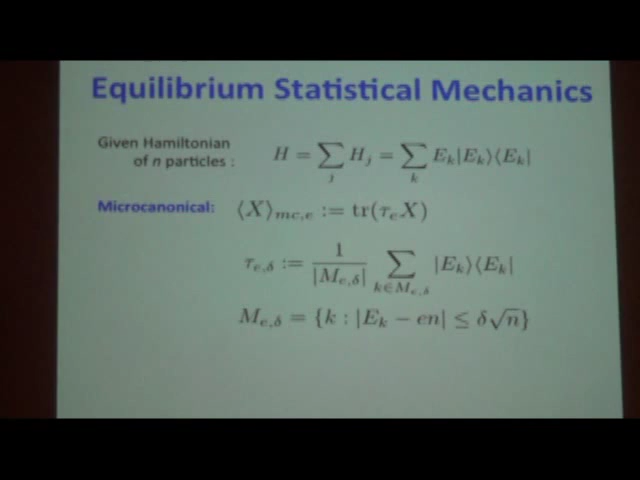 Equilibrium Statistical Mechanics
Given Hamiltonian
of n particles : H = ∑_j H_j = ∑_k E_k|E_k⟩⟨E_k|
Microcanonical: ⟨X⟩_{mc,e} := tr(τ_e X)
τ_{e,δ} := 1/|M_{e,δ}| ∑_{k∈M_{e,δ}} |E_k⟩⟨E_k|
M_{e,δ} = {k : |E_k − en| ≤ δ√n}